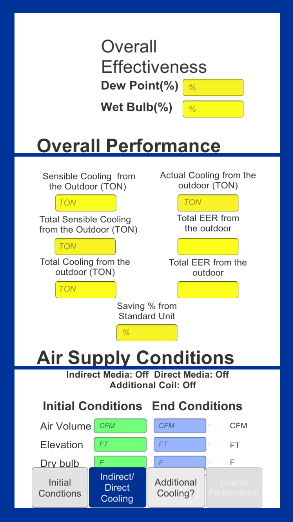 Overall
Effectiveness
Dew Point(%) %
Wet Bulb(%) %
Overall Performance
Sensible Cooling from
the Outdoor (TON)
TON
Actual Cooling from the
outdoor (TON)
TON
Total Sensible Cooling
from the Outdoor (TON)
TON
Total EER from
the outdoor
Total Cooling from the
outdoor (TON)
TON
Total EER from the
outdoor
Saving % from
Standard Unit
%
Air Supply Conditions
Indirect Media: Off Direct Media: Off
Additional Coil: Off
Initial Conditions End Conditions
Air Volume CFM CFM CFM
Elevation FT FT FT
Dry bulb F F F
Initial
Condtions
Indirect/
Direct
Cooling
Additional
Cooling?
Overall
Performance